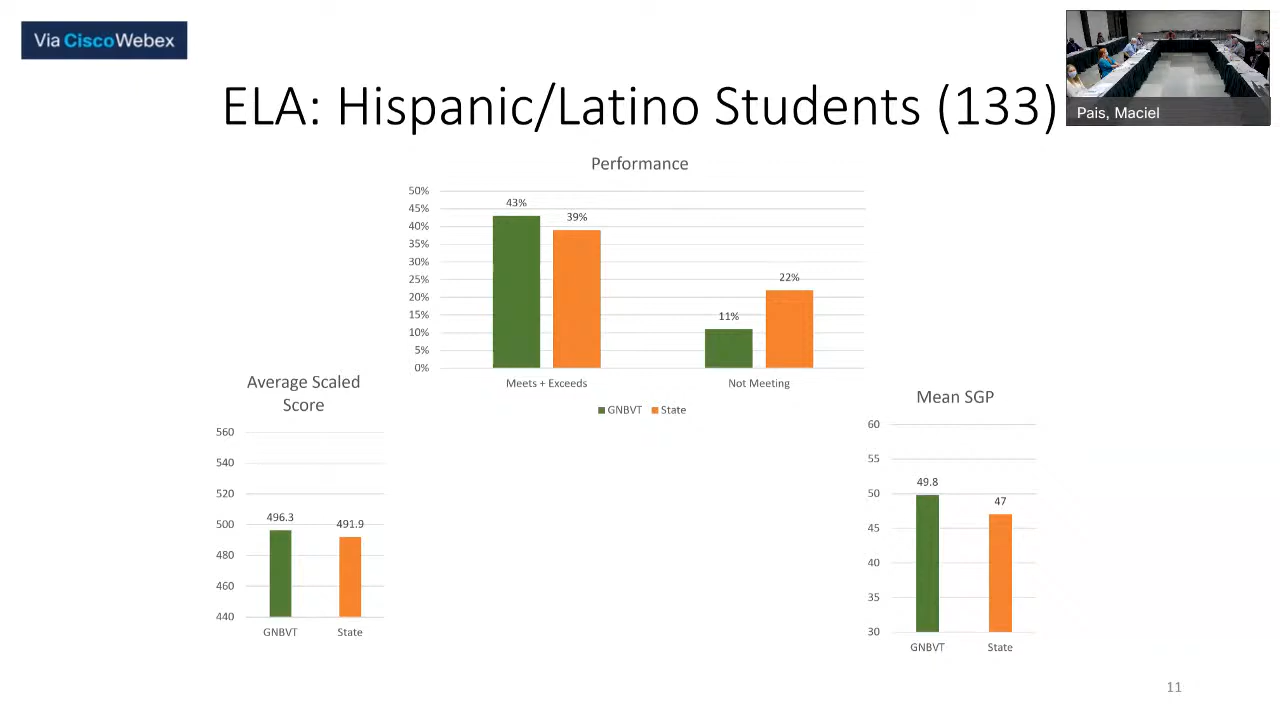 Via CiscoWebex
Pais, Maciel
ELA: Hispanic/Latino Students (133)
Performance
50%
45%
40%
35%
30%
25%
20%
15%
10%
5%
0%
43%
39%
11%
22%
Meets + Exceeds
Not Meeting
GNBVT State
Average Scaled
Score
560
540
520
500
480
460
440
496.3
491.9
GNBVT
State
Mean SGP
60
55
50
45
40
35
30
49.8
47
GNBVT
State
11